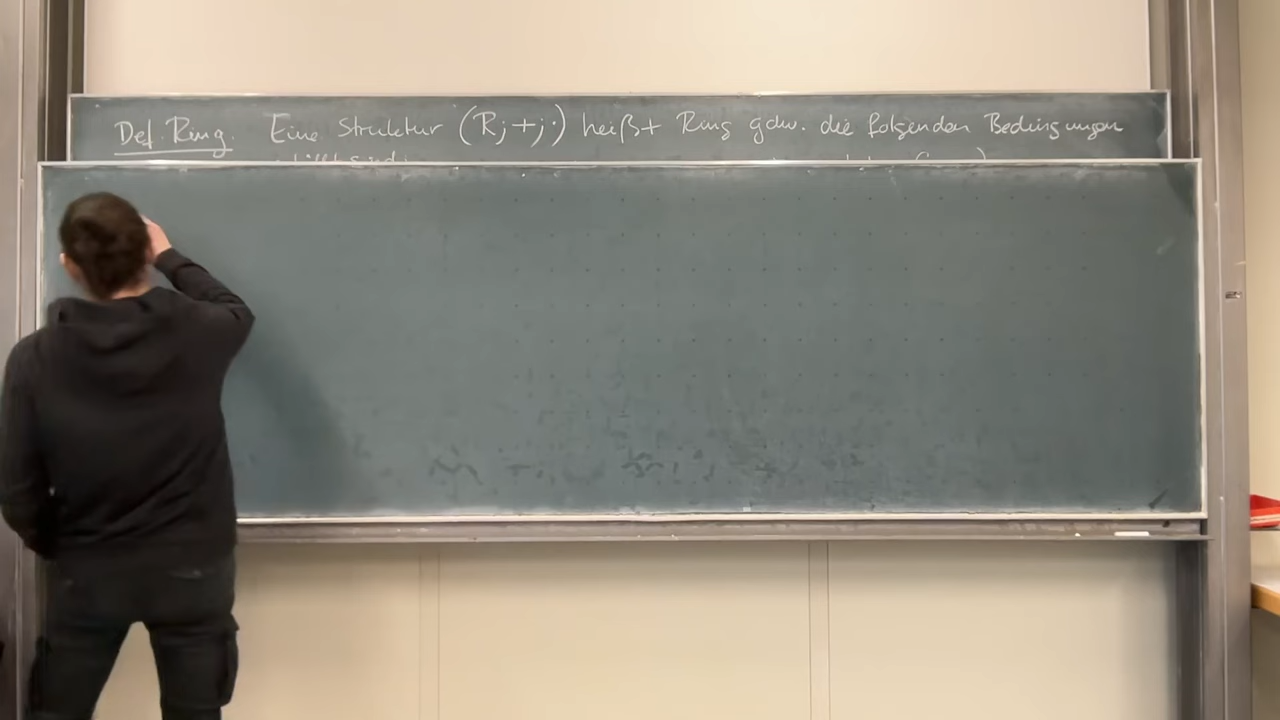 Def. Ring. Eine Struktur (R;+;·) heißt Ring gdw. die folgenden Bedingungen